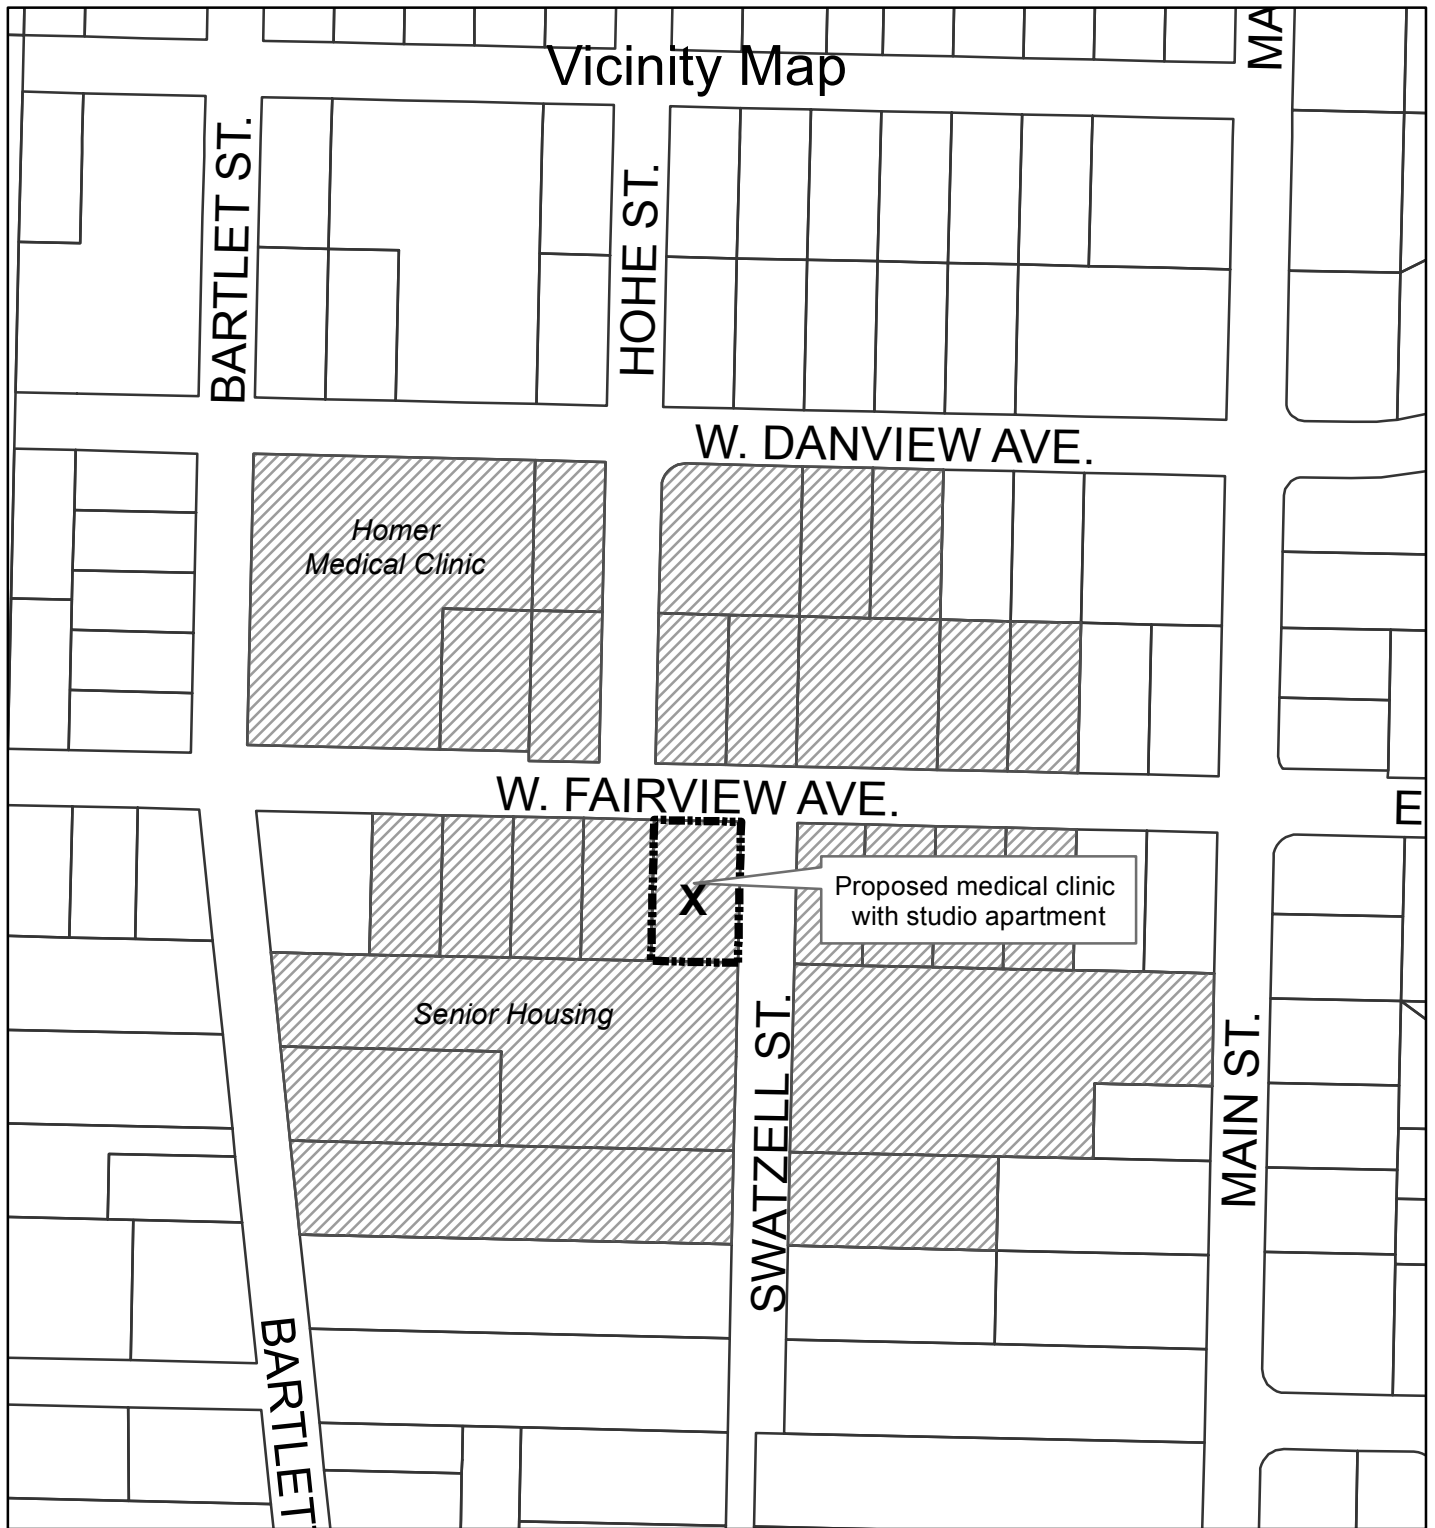 Vicinity Map
MA
BARTLET ST.
HOHE ST.
W. DANVIEW AVE.
Homer
Medical Clinic
W. FAIRVIEW AVE.
E
X
Proposed medical clinic
with studio apartment
Senior Housing
SWATZELL ST.
MAIN ST.
BARTLET